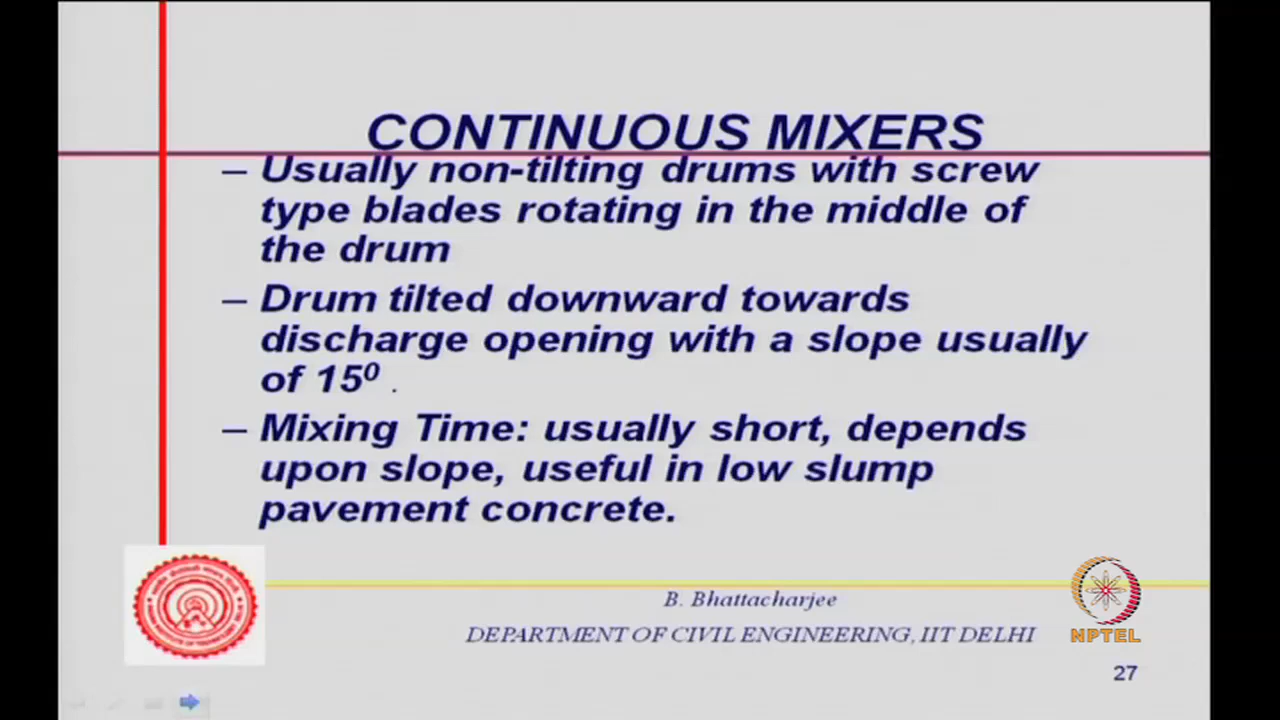 CONTINUOUS MIXERS
– Usually non-tilting drums with screw
type blades rotating in the middle of
the drum
– Drum tilted downward towards
discharge opening with a slope usually
of 15⁰ .
– Mixing Time: usually short, depends
upon slope, useful in low slump
pavement concrete.
B. Bhattacharjee
DEPARTMENT OF CIVIL ENGINEERING, IIT DELHI
NPTEL
27